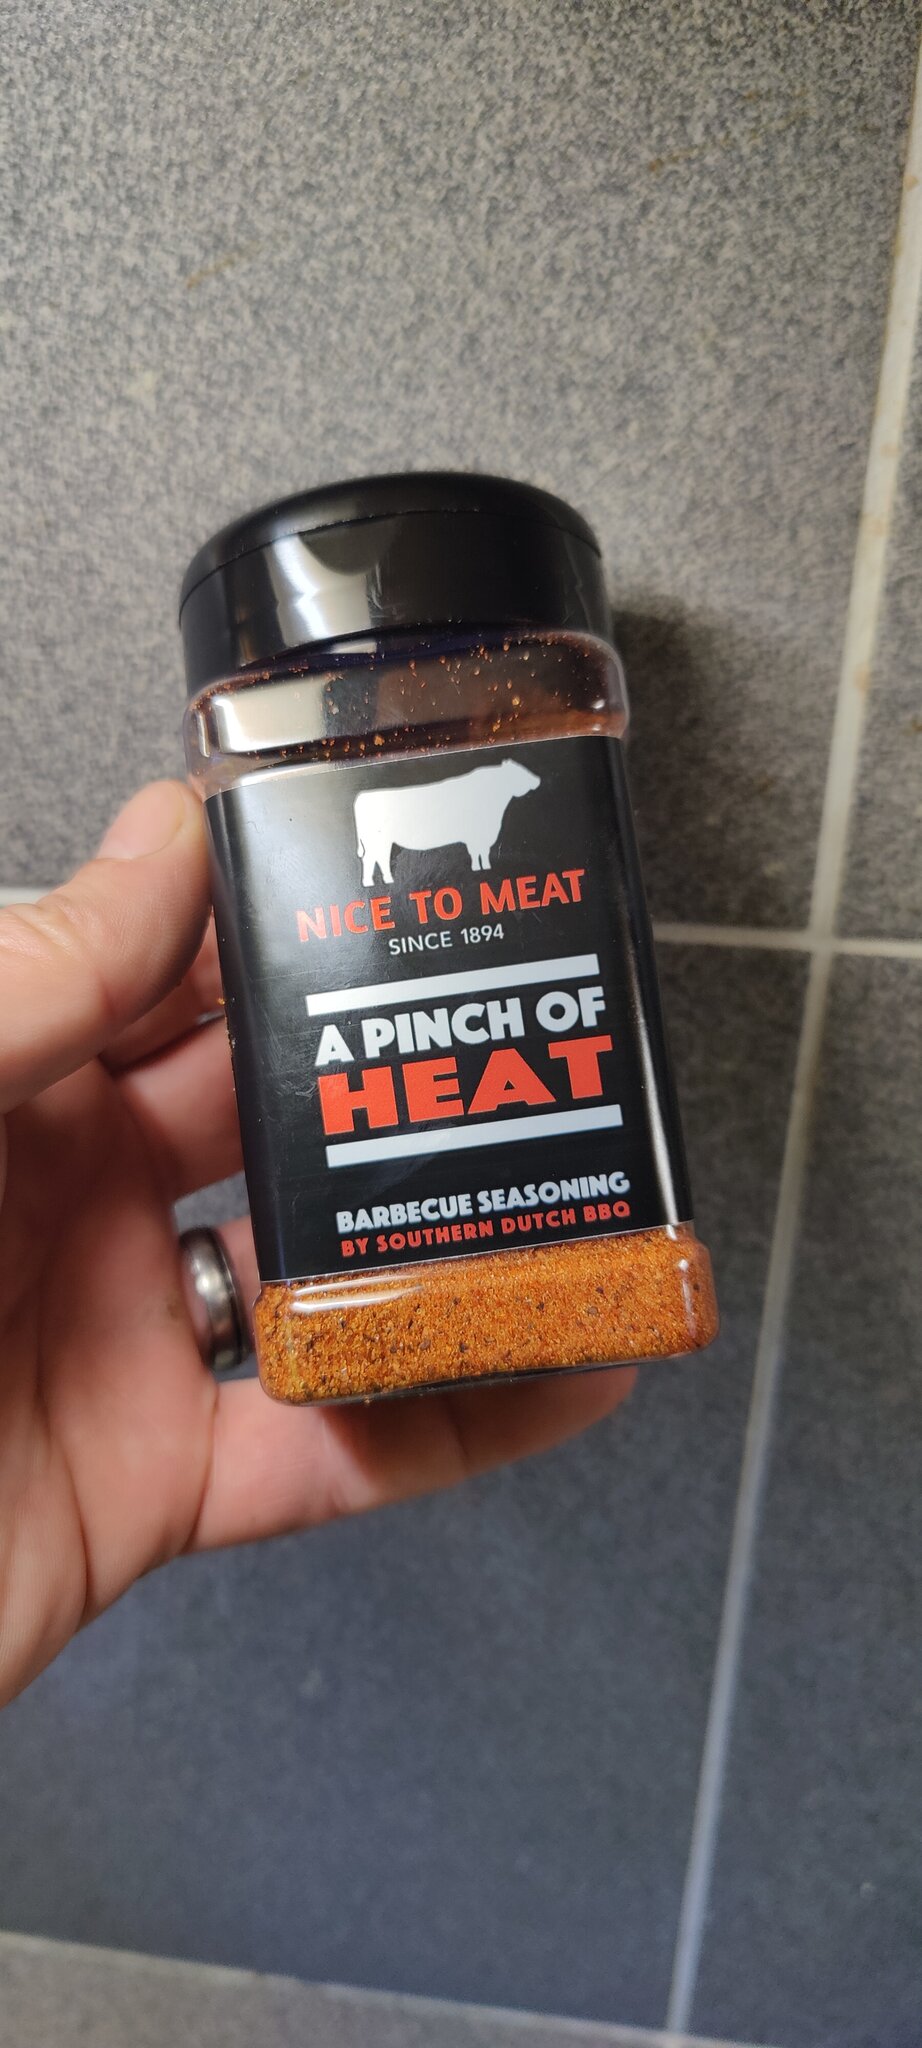 NICE TO MEAT
SINCE 1894
A PINCH OF
HEAT
BARBECUE SEASONING
BY SOUTHERN DUTCH BBQ